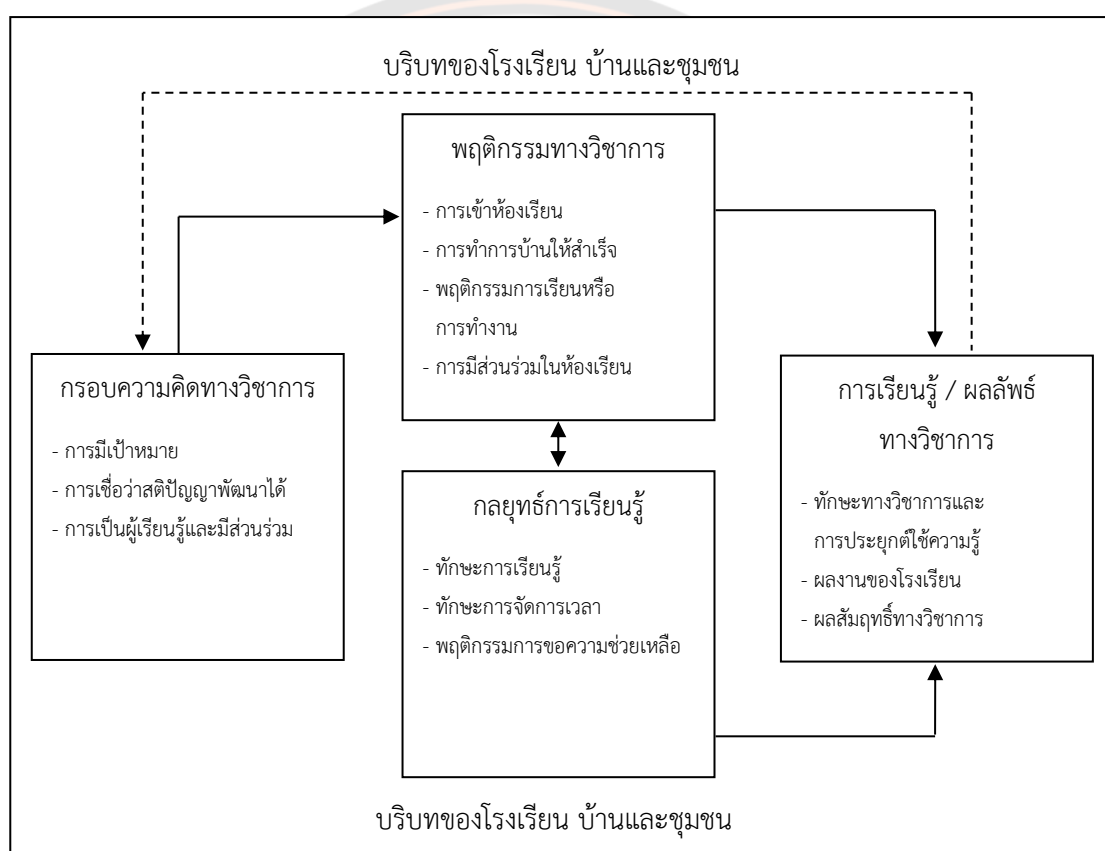 บริบทของโรงเรียน บ้านและชุมชน
พฤติกรรมทางวิชาการ
- การเข้าห้องเรียน
- การทำการบ้านให้สำเร็จ
- พฤติกรรมการเรียนหรือ
การทำงาน
- การมีส่วนร่วมในห้องเรียน
กรอบความคิดทางวิชาการ
- การมีเป้าหมาย
- การเชื่อว่าสติปัญญาพัฒนาได้
- การเป็นผู้เรียนรู้และมีส่วนร่วม
กลยุทธ์การเรียนรู้
- ทักษะการเรียนรู้
- ทักษะการจัดการเวลา
- พฤติกรรมการขอความช่วยเหลือ
การเรียนรู้ / ผลลัพธ์
ทางวิชาการ
- ทักษะทางวิชาการและ
การประยุกต์ใช้ความรู้
- ผลงานของโรงเรียน
- ผลสัมฤทธิ์ทางวิชาการ
บริบทของโรงเรียน บ้านและชุมชน